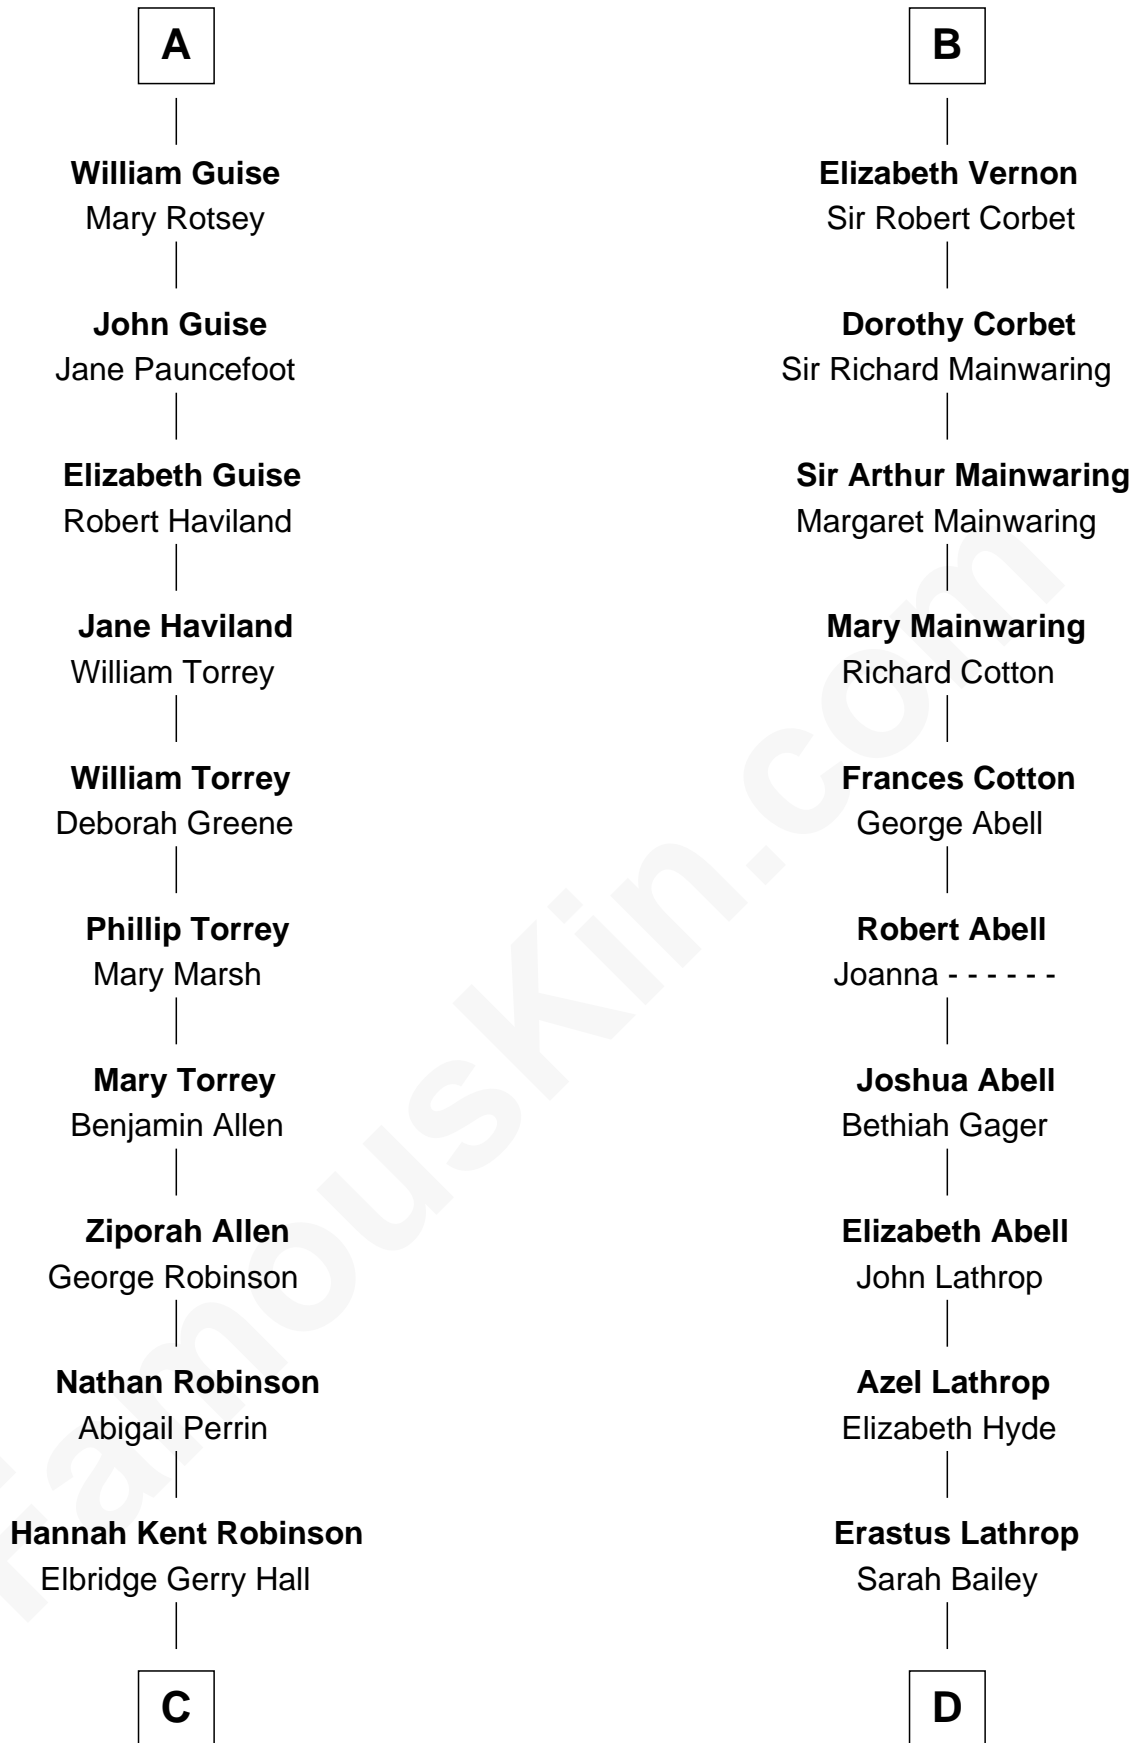 A
William Guise
Mary Rotsey
John Guise
Jane Pauncefoot
Elizabeth Guise
Robert Haviland
Jane Haviland
William Torrey
William Torrey
Deborah Greene
Phillip Torrey
Mary Marsh
Mary Torrey
Benjamin Allen
Ziporah Allen
George Robinson
Nathan Robinson
Abigail Perrin
Hannah Kent Robinson
Elbridge Gerry Hall
C
B
Elizabeth Vernon
Sir Robert Corbet
Dorothy Corbet
Sir Richard Mainwaring
Sir Arthur Mainwaring
Margaret Mainwaring
Mary Mainwaring
Richard Cotton
Frances Cotton
George Abell
Robert Abell
Joanna - - - - - -
Joshua Abell
Bethiah Gager
Elizabeth Abell
John Lathrop
Azel Lathrop
Elizabeth Hyde
Erastus Lathrop
Sarah Bailey
D
FamousKin.com